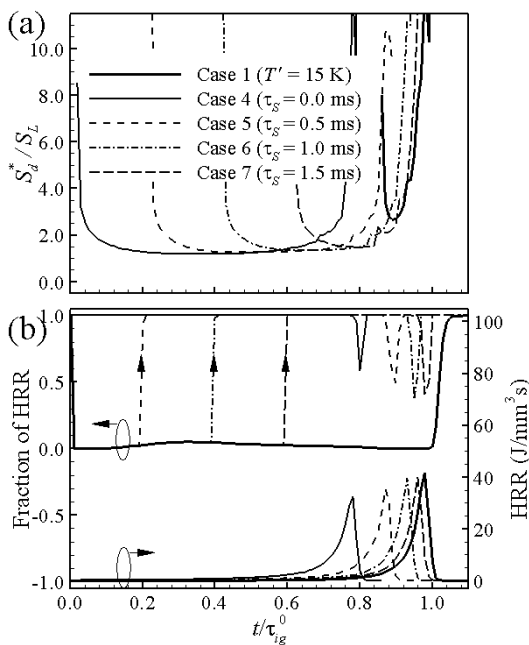 (a)
10.0
8.0
6.0
4.0
2.0
0.0
S*d / SL
Case 1 (T' = 15 K)
Case 4 (τS = 0.0 ms)
Case 5 (τS = 0.5 ms)
Case 6 (τS = 1.0 ms)
Case 7 (τS = 1.5 ms)
(b)
1.0
0.5
0.0
-0.5
-1.0
Fraction of HRR
100
80
60
40
20
0
HRR (J/mm³s)
0.0 0.2 0.4 0.6 0.8 1.0
t/τ⁰ig